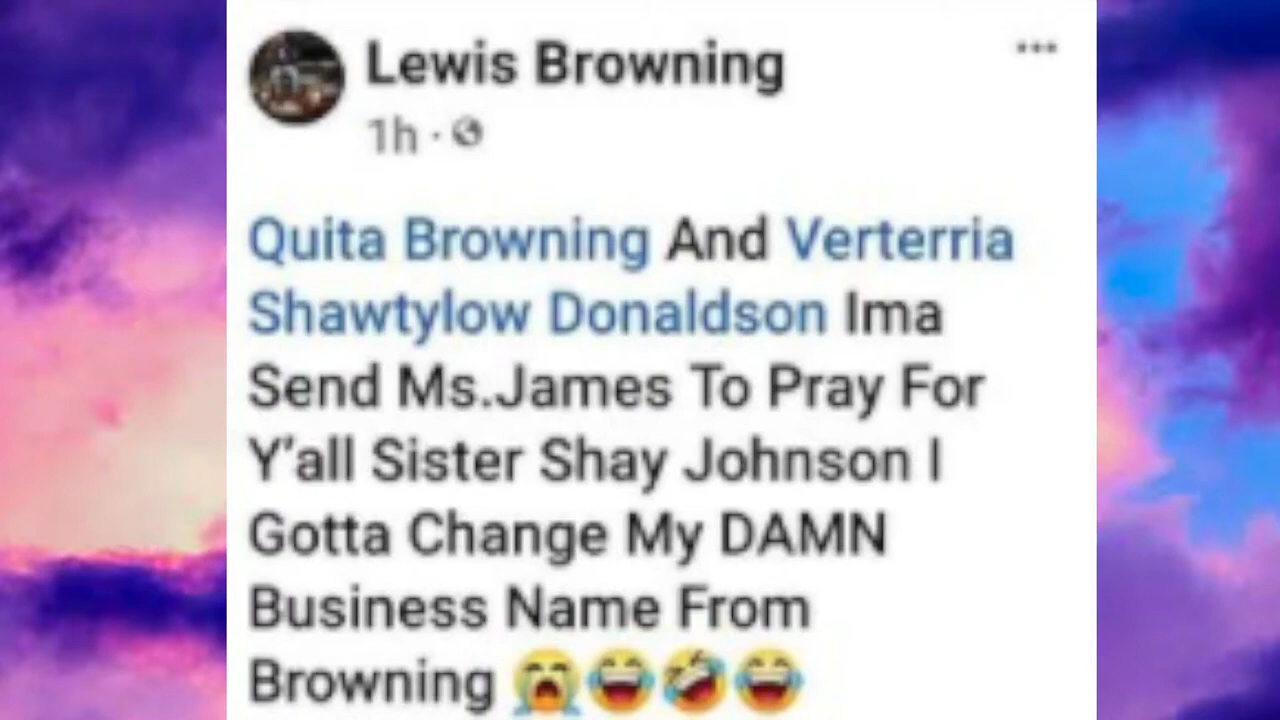 Lewis Browning
1h ·
Quita Browning And Verterria
Shawtylow Donaldson Ima
Send Ms.James To Pray For
Y'all Sister Shay Johnson I
Gotta Change My DAMN
Business Name From
Browning 😭😂🤣😂